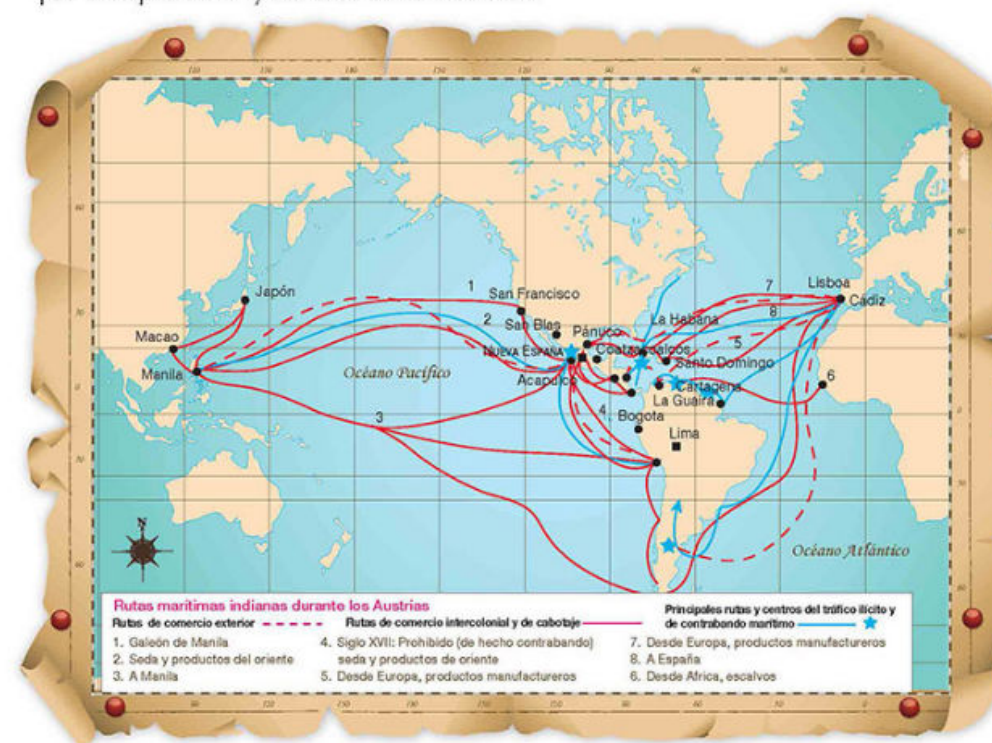 Japón
Macao
Manila
Océano Pacífico
1
San Francisco
2
San Blas
Pánuco
NUEVA ESPAÑA
Coatzacoalcos
Acapulco
3
4
La Habana
Santo Domingo
Cartagena
La Guaira
Bogota
Lima
7
8
5
Lisboa
Cádiz
6
N
Océano Atlántico
Rutas marítimas indianas durante los Austrias
Rutas de comercio exterior
1. Galeón de Manila
2. Seda y productos del oriente
3. A Manila
Rutas de comercio intercolonial y de cabotaje
4. Siglo XVII: Prohibido (de hecho contrabando)
seda y productos de oriente
5. Desde Europa, productos manufactureros
Principales rutas y centros del tráfico ilícito y
de contrabando marítimo
7. Desde Europa, productos manufactureros
8. A España
6. Desde Africa, escalvos